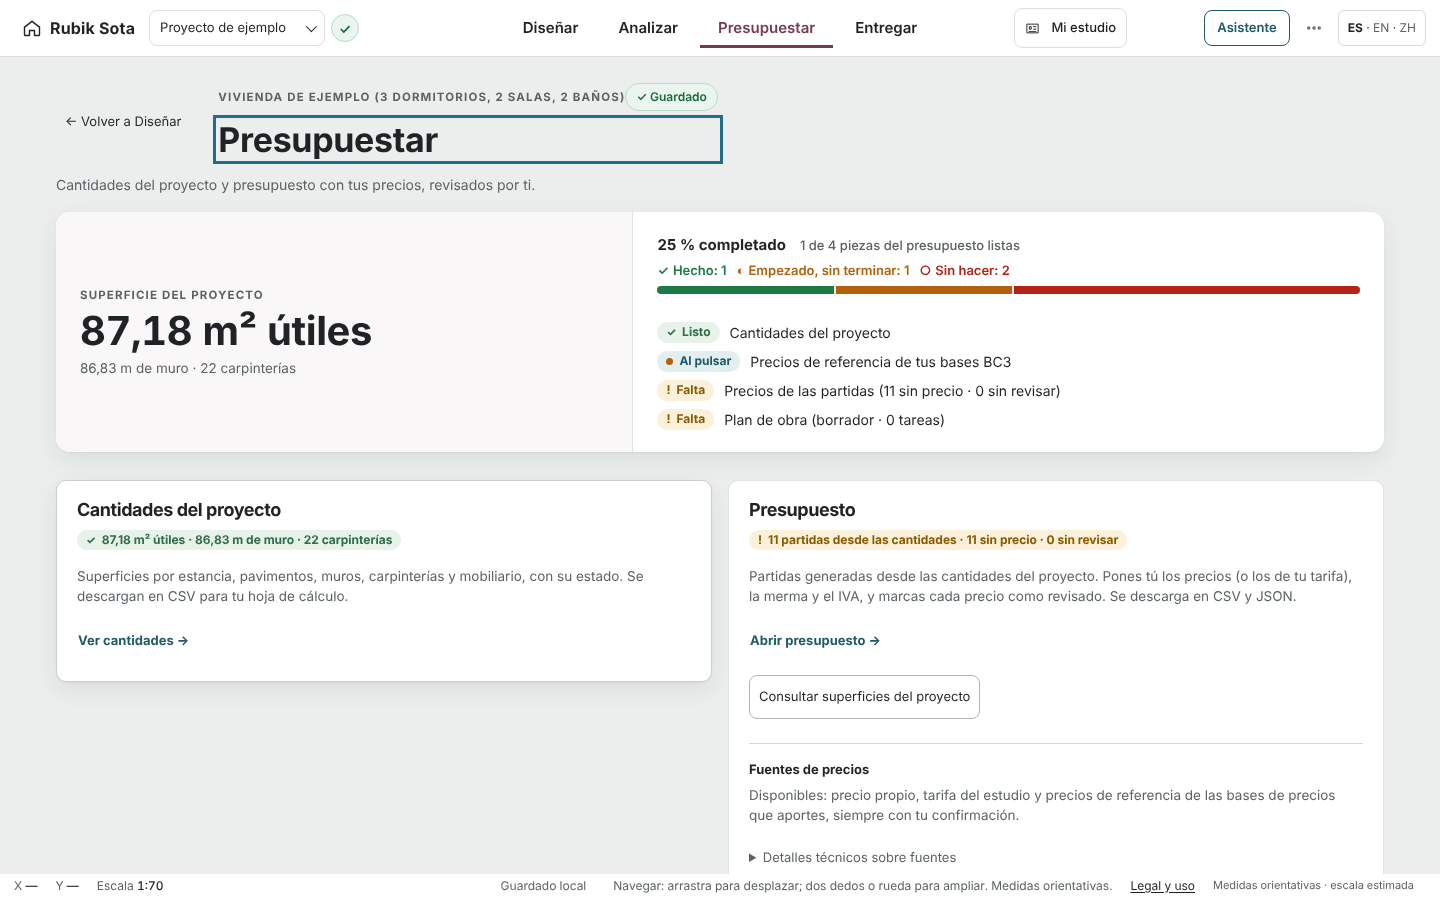 Rubik Sota
Proyecto de ejemplo
Diseñar
Analizar
Presupuestar
Entregar
Mi estudio
Asistente
ES · EN · ZH
← Volver a Diseñar
VIVIENDA DE EJEMPLO (3 DORMITORIOS, 2 SALAS, 2 BAÑOS)
✓ Guardado
Presupuestar
Cantidades del proyecto y presupuesto con tus precios, revisados por ti.
SUPERFICIE DEL PROYECTO
87,18 m² útiles
86,83 m de muro · 22 carpinterías
25 % completado 1 de 4 piezas del presupuesto listas
✓ Hecho: 1 Empezado, sin terminar: 1 Sin hacer: 2
✓ Listo Cantidades del proyecto
Al pulsar Precios de referencia de tus bases BC3
! Falta Precios de las partidas (11 sin precio · 0 sin revisar)
! Falta Plan de obra (borrador · 0 tareas)
Cantidades del proyecto
✓ 87,18 m² útiles · 86,83 m de muro · 22 carpinterías
Superficies por estancia, pavimentos, muros, carpinterías y mobiliario, con su estado. Se
descargan en CSV para tu hoja de cálculo.
Ver cantidades →
Presupuesto
! 11 partidas desde las cantidades · 11 sin precio · 0 sin revisar
Partidas generadas desde las cantidades del proyecto. Pones tú los precios (o los de tu tarifa),
la merma y el IVA, y marcas cada precio como revisado. Se descarga en CSV y JSON.
Abrir presupuesto →
Consultar superficies del proyecto
Fuentes de precios
Disponibles: precio propio, tarifa del estudio y precios de referencia de las bases de precios
que aportes, siempre con tu confirmación.
▶ Detalles técnicos sobre fuentes
X — Y — Escala 1:70
Guardado local
Navegar: arrastra para desplazar; dos dedos o rueda para ampliar. Medidas orientativas.
Legal y uso
Medidas orientativas · escala estimada